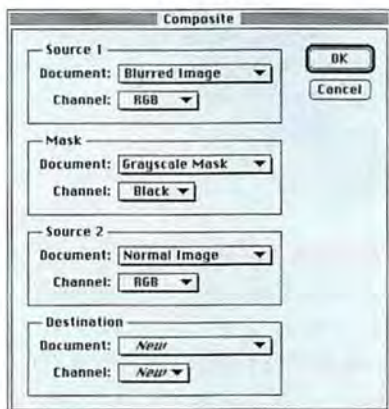 Composite
Source 1
Document: Blurred Image
Channel: RGB
OK
Cancel
Mask
Document: Grayscale Mask
Channel: Black
Source 2
Document: Normal Image
Channel: RGB
Destination
Document: New
Channel: New